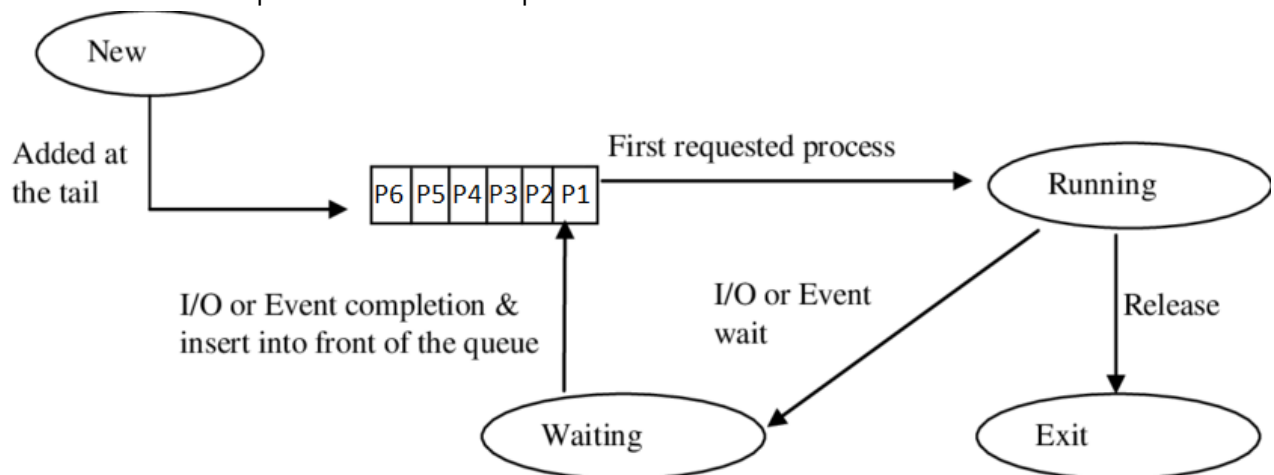 New
Added at
the tail
First requested process
P6 P5 P4 P3 P2 P1
Running
I/O or Event completion &
insert into front of the queue
I/O or Event
wait
Release
Waiting
Exit